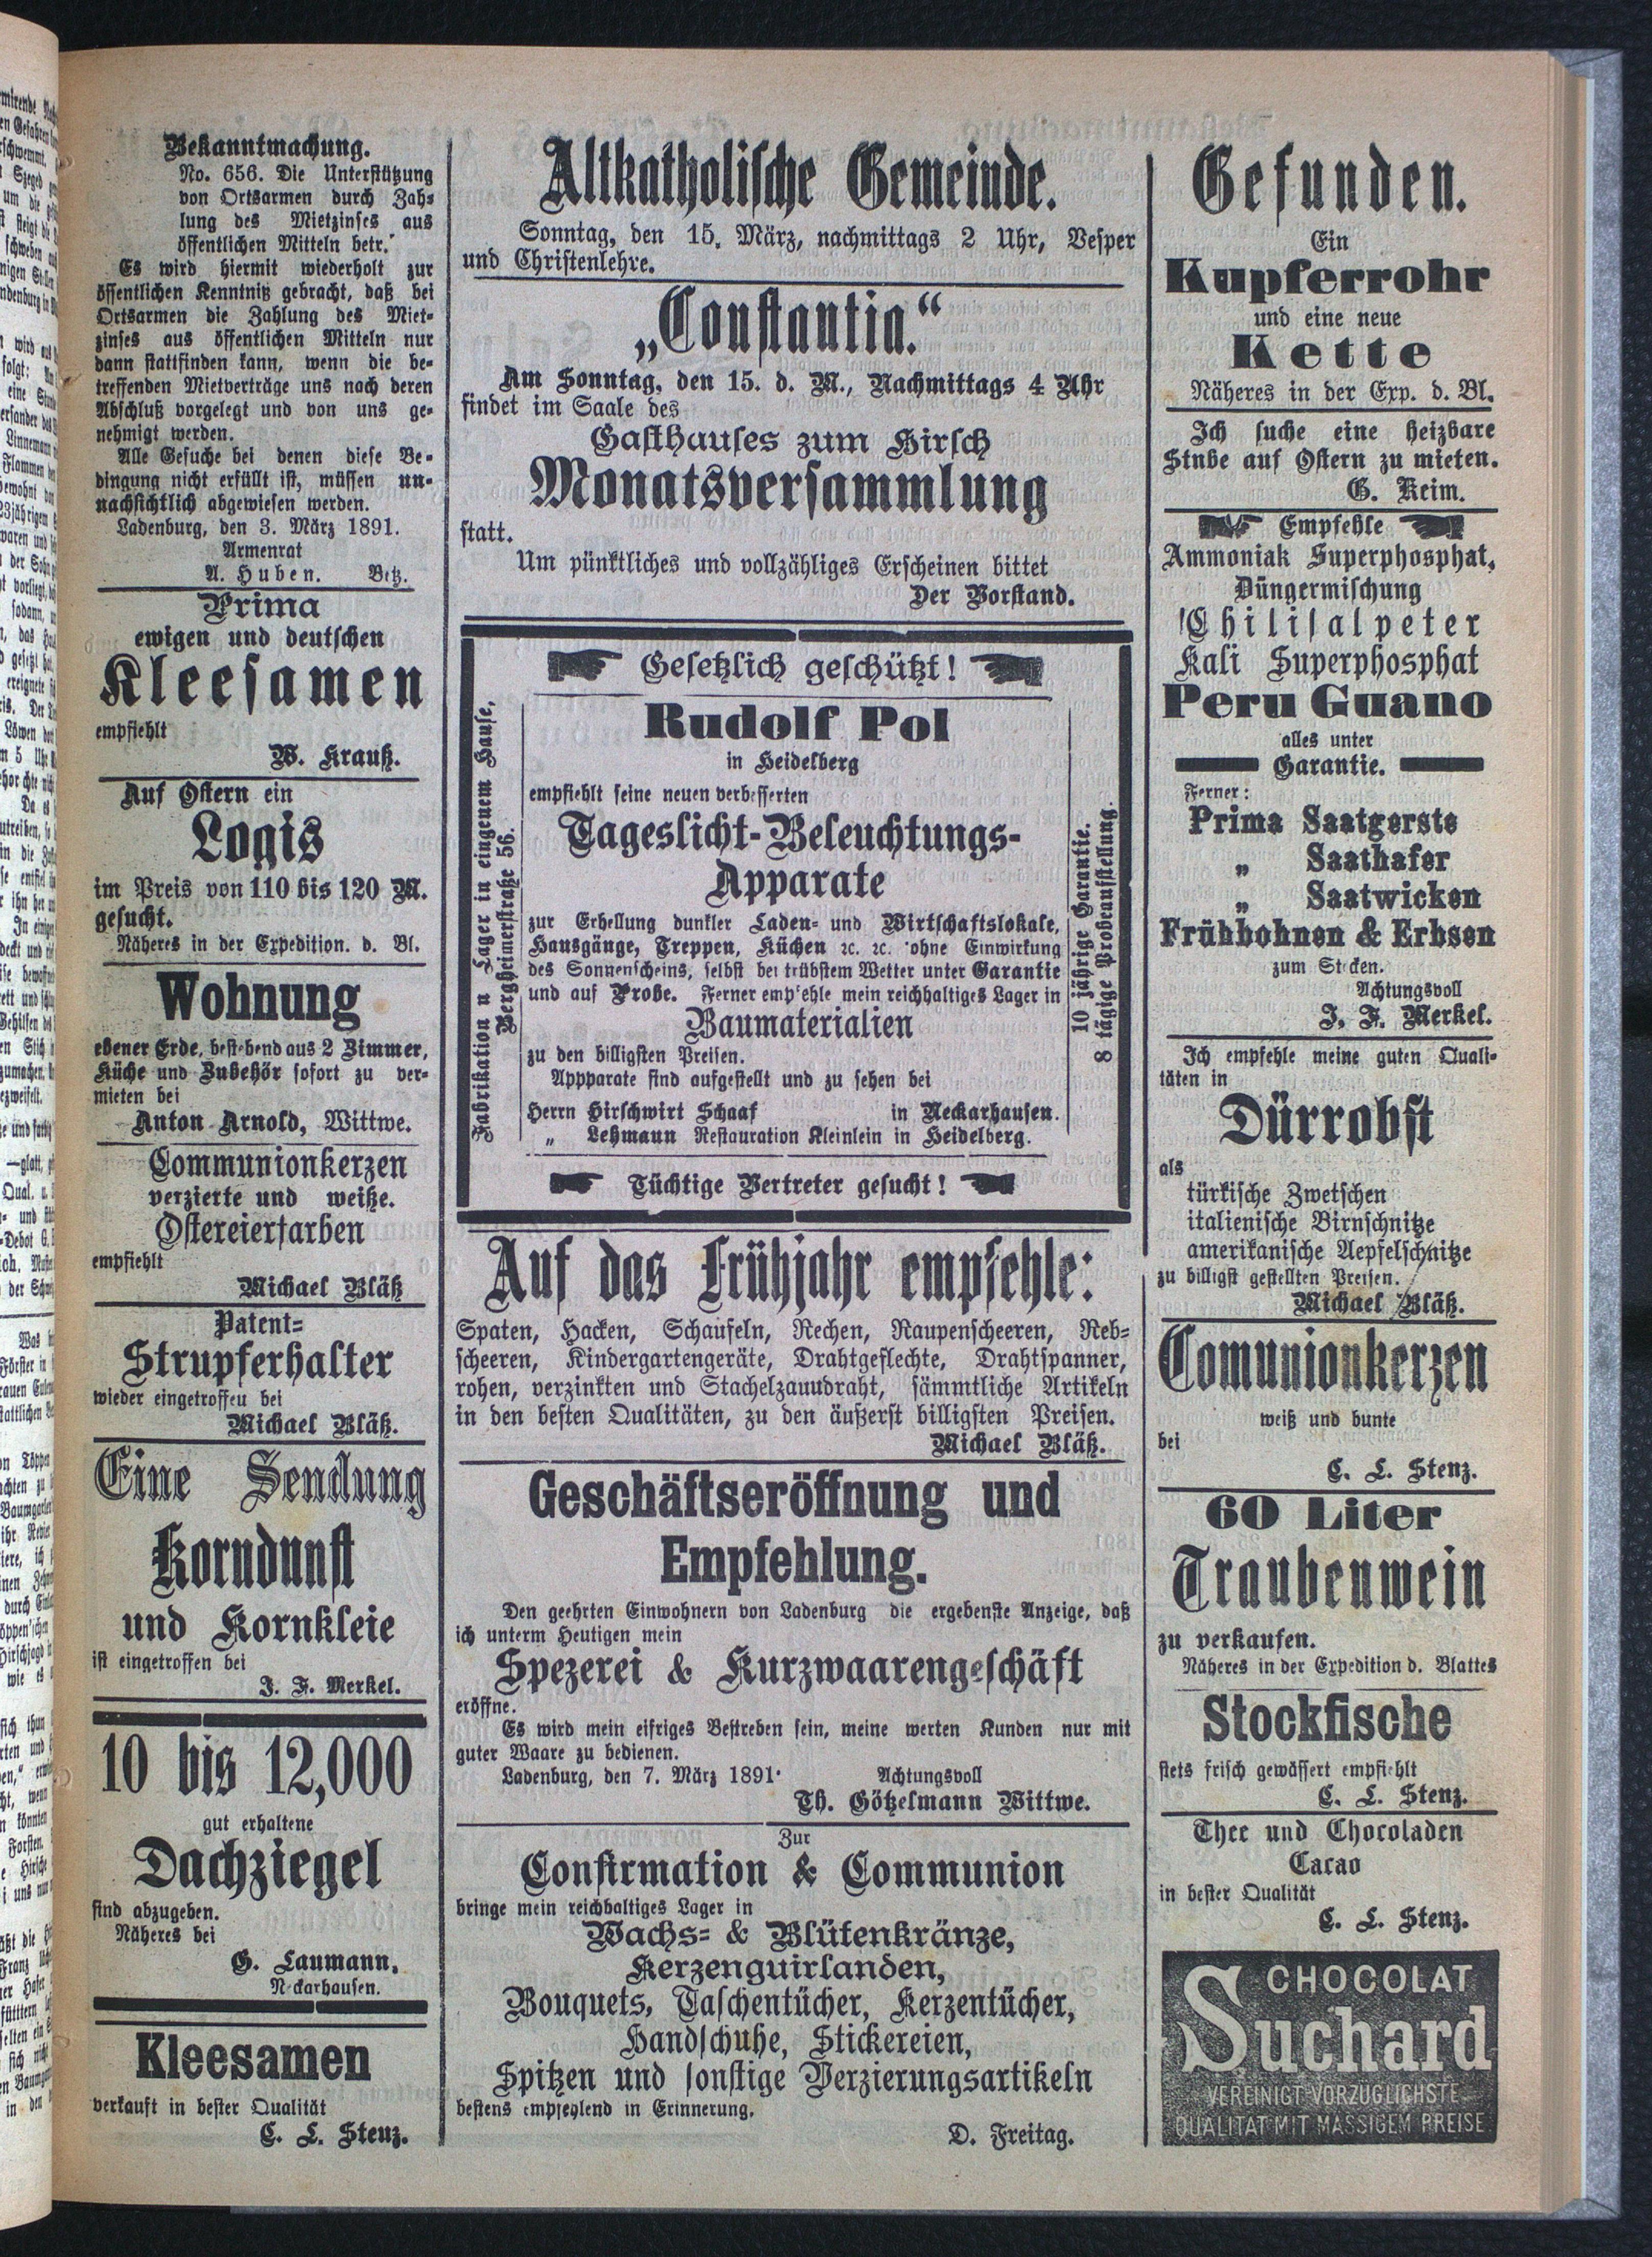 Bekanntmachung.
No. 656. Die Unterstützung
von Ortsarmen durch Zah-
lung des Mietzinses aus
öffentlichen Mitteln betr.
Es wird hiermit wiederholt zur
öffentlichen Kenntniß gebracht, daß bei
Ortsarmen die Zahlung des Miet-
zinses aus öffentlichen Mitteln nur
dann stattfinden kann, wenn die be-
treffenden Mietverträge uns nach deren
Abschluß vorgelegt und von uns ge-
nehmigt werden.
Alle Gesuche bei denen diese Be-
dingung nicht erfüllt ist, müssen un-
nachsichtlich abgewiesen werden.
Ladenburg, den 3. März 1891.
Armenrat
A. Huben. Betz.
Prima
ewigen und deutschen
Kleesamen
empfiehlt
W. Krauß.
Auf Ostern ein
Logis
im Preis von 110 bis 120 M.
gesucht.
Näheres in der Expedition. d. Bl.
Wohnung
ebener Erde, bestehend aus 2 Zimmer,
Küche und Zubehör sofort zu ver-
mieten bei
Anton Arnold, Wittwe.
Communionkerzen
verzierte und weiße.
Ostereierfarben
empfiehlt
Michael Bläß
Patent-
Strupferhalter
wieder eingetroffeu bei
Michael Bläß.
Eine Sendung
Korndunst
und Kornkleie
ist eingetroffen bei
J. F. Merkel.
10 bis 12,000
gut erhaltene
Dachziegel
sind abzugeben.
Näheres bei
G. Laumann,
Neckarhausen.
Kleesamen
verkauft in bester Qualität
C. L. Stenz.
Altkatholische Gemeinde.
Sonntag, den 15. März, nachmittags 2 Uhr, Vesper
und Christenlehre.
„Constantia.“
Am Sonntag, den 15. d. M., Nachmittags 4 Uhr
findet im Saale des
Gasthauses zum Hirsch
Monatsversammlung
statt.
Um pünktliches und vollzähliges Erscheinen bittet
Der Vorstand.
Gesetzlich geschützt!
Fabrikation u Lager in eingenem Hause,
Bergheimerstraße 56.
Rudolf Pol
in Heidelberg
empfiehlt seine neuen verbesserten
Tageslicht-Beleuchtungs-
Apparate
zur Erhellung dunkler Laden- und Wirtschaftslokale,
Hausgänge, Treppen, Küchen ꝛc. ꝛc. ohne Einwirkung
des Sonnenscheins, selbst bei trübstem Wetter unter Garantie
und auf Probe. Ferner empfehle mein reichhaltiges Lager in
Baumaterialien
zu den billigsten Preisen.
Appparate sind aufgestellt und zu sehen bei
Herrn Hirschwirt Schaaf in Neckarhausen.
„ Lehmann Restauration Kleinlein in Heidelberg.
10 jährige Garantie.
8 tägige Probeaufstellung.
Tüchtige Vertreter gesucht!
Auf das Frühjahr empfehle:
Spaten, Hacken, Schaufeln, Rechen, Raupenscheeren, Reb-
scheeren, Kindergartengeräte, Drahtgeflechte, Drahtspanner,
rohen, verzinkten und Stachelzauudraht, sämmtliche Artikeln
in den besten Qualitäten, zu den äußerst billigsten Preisen.
Michael Bläß.
Geschäftseröffnung und
Empfehlung.
Den geehrten Einwohnern von Ladenburg die ergebenste Anzeige, daß
ich unterm Heutigen mein
Spezerei & Kurzwaarengeschäft
eröffne.
Es wird mein eifriges Bestreben sein, meine werten Kunden nur mit
guter Waare zu bedienen.
Ladenburg, den 7. März 1891. Achtungsvoll
Th. Götzelmann Wittwe.
Zur
Confirmation & Communion
bringe mein reichhaltiges Lager in
Wachs- & Blütenkränze,
Kerzenguirlanden,
Bouquets, Taschentücher, Kerzentücher,
Handschuhe, Stickereien,
Spitzen und sonstige Verzierungsartikeln
bestens empfehlend in Erinnerung.
D. Freitag.
Gefunden.
Ein
Kupferrohr
und eine neue
Kette
Näheres in der Exp. d. Bl.
Ich suche eine heizbare
Stnbe auf Ostern zu mieten.
G. Keim.
Empfehle
Ammoniak Superphosphat,
Düngermischung
Chilisalpeter
Kali Superphosphat
Peru Guano
alles unter
Garantie.
Ferner:
Prima Saatgerste
„ Saathafer
„ Saatwicken
Frühbohnen & Erbsen
zum Stecken.
Achtungsvoll
J. F. Merkel.
Ich empfehle meine guten Quali-
täten in
Dürrobst
als
türkische Zwetschen
italienische Birnschnitze
amerikanische Aepfelschnitze
zu billigst gestellten Preisen.
Michael Bläß.
Comunionkerzen
weiß und bunte
bei
C. L. Stenz.
60 Liter
Traubenwein
zu verkaufen.
Näheres in der Expedition d. Blattes
Stockfische
stets frisch gewässert empfiehlt
C. L. Stenz.
Thee und Chocoladen
Cacao
in bester Qualität
C. L. Stenz.
CHOCOLAT
Suchard
VEREINIGT VORZÜGLICHSTE
QUALITÄT MIT MÄSSIGEM PREISE